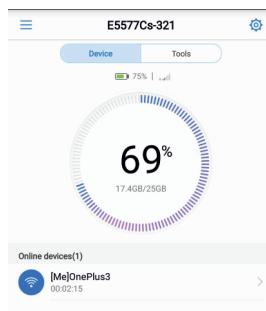 E5577Cs-321
Device Tools
75% |
69%
17.4GB/25GB
Online devices(1)
[Me]OnePlus3
00:02:15